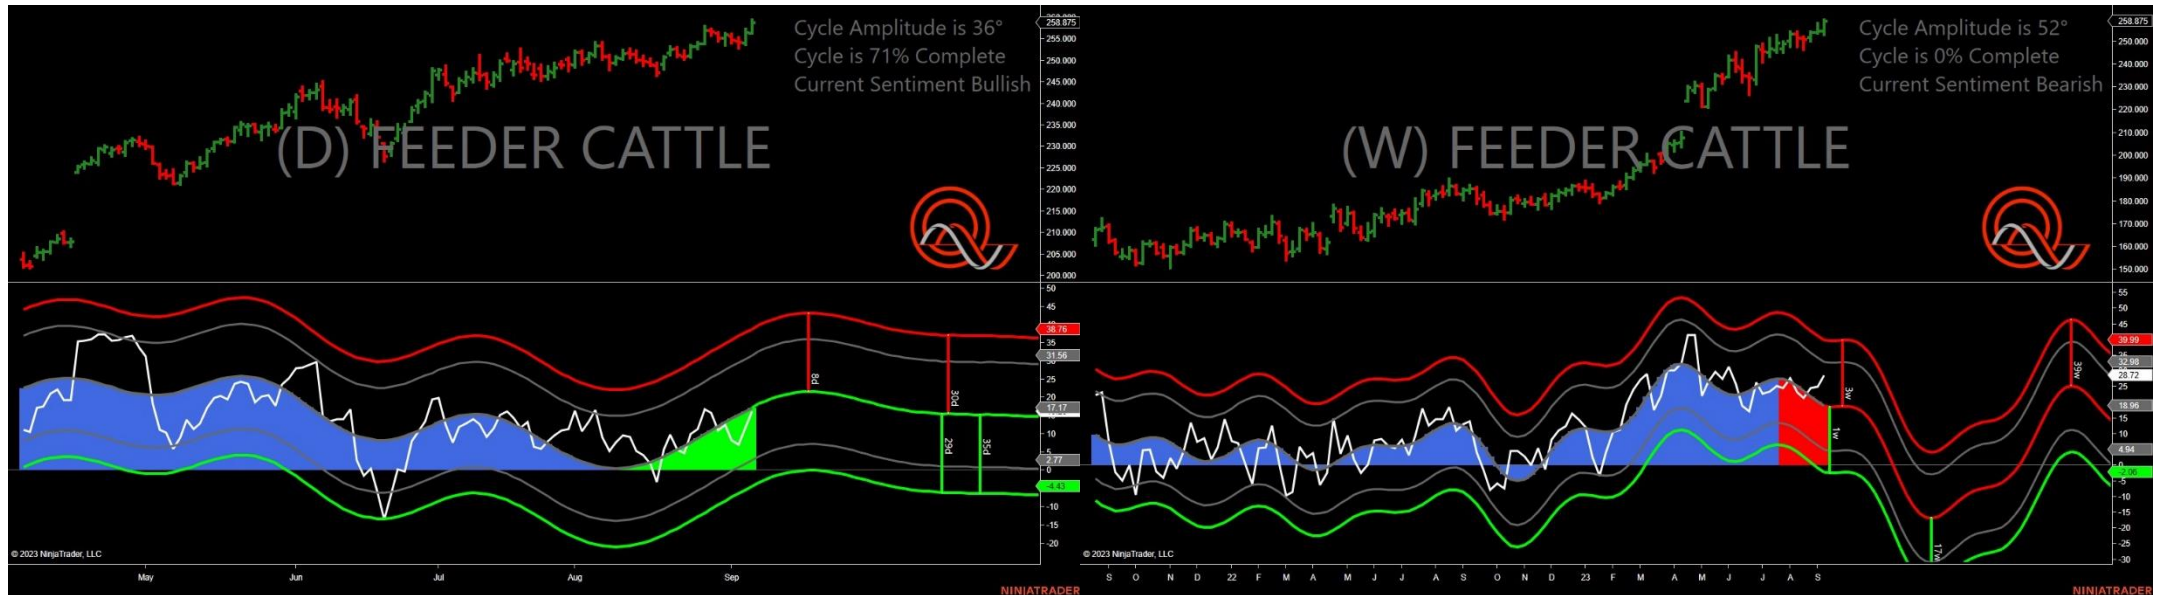 Cycle Amplitude is 36°
Cycle is 71% Complete
Current Sentiment Bullish
(D) FEEDER CATTLE
258.875
255.000
250.000
245.000
240.000
235.000
230.000
225.000
220.000
215.000
210.000
205.000
200.000
50
45
38.76
35
31.56
25
20
17.17
10
5
2.77
0
-4.43
-10
-15
-20
8d
30d
29d
35d
© 2023 NinjaTrader, LLC
May Jun Jul Aug Sep
NINJATRADER
Cycle Amplitude is 52°
Cycle is 0% Complete
Current Sentiment Bearish
(W) FEEDER CATTLE
258.875
250.000
240.000
230.000
220.000
210.000
200.000
190.000
180.000
170.000
160.000
150.000
55
50
45
39.99
32.98
28.72
25
18.96
15
10
4.94
-2.06
-5
-10
-15
-20
-25
-30
3w
1w
17w
39w
© 2023 NinjaTrader, LLC
S O N D 22 F M A M J J A S O N D 23 F M A M J J A S
NINJATRADER